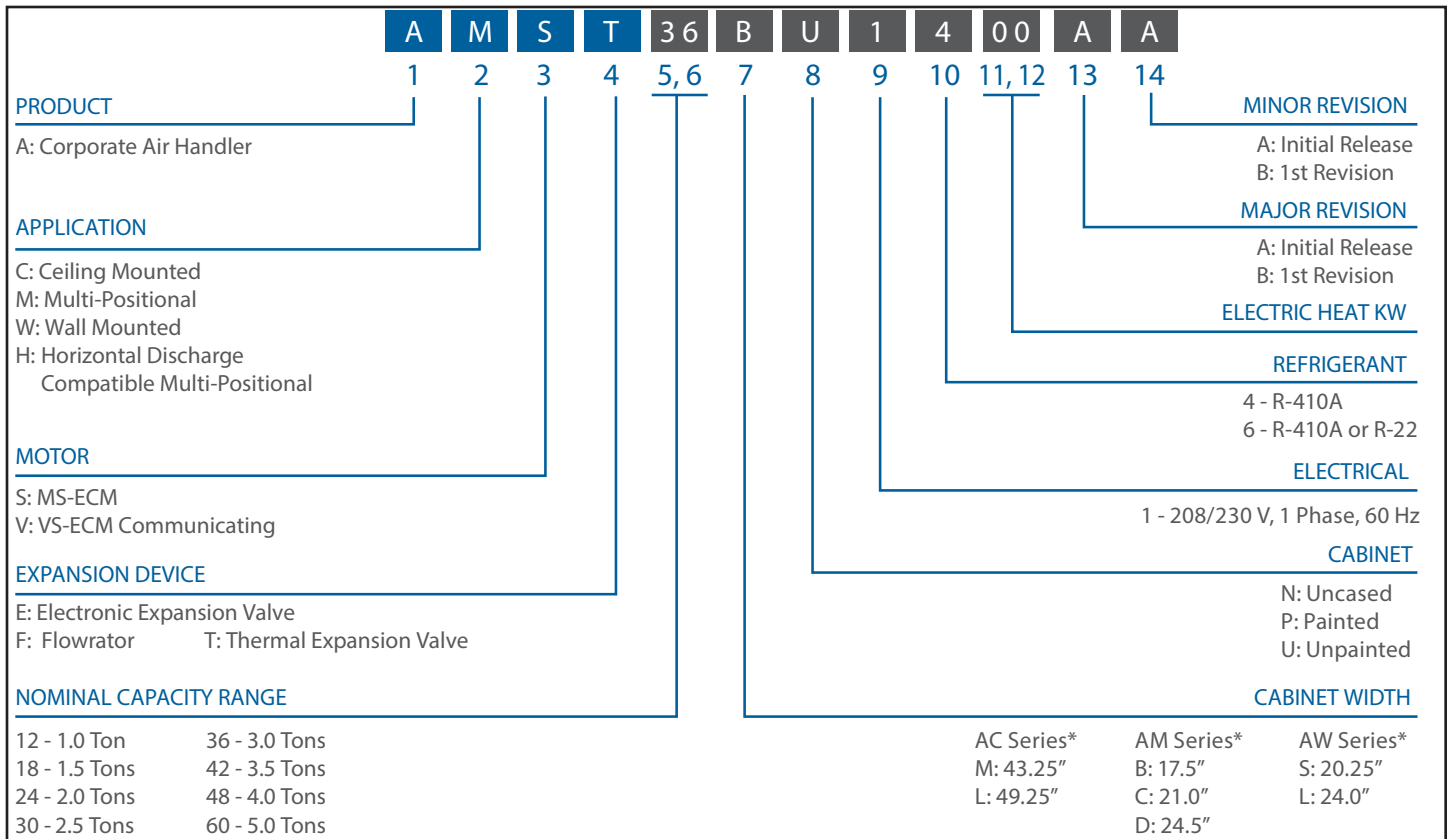 A M S T 36 B U 1 4 00 A A
1 2 3 4 5, 6 7 8 9 10 11, 12 13 14
PRODUCT
A: Corporate Air Handler
APPLICATION
C: Ceiling Mounted
M: Multi-Positional
W: Wall Mounted
H: Horizontal Discharge
Compatible Multi-Positional
MOTOR
S: MS-ECM
V: VS-ECM Communicating
EXPANSION DEVICE
E: Electronic Expansion Valve
F: Flowrator T: Thermal Expansion Valve
NOMINAL CAPACITY RANGE
12 - 1.0 Ton 36 - 3.0 Tons
18 - 1.5 Tons 42 - 3.5 Tons
24 - 2.0 Tons 48 - 4.0 Tons
30 - 2.5 Tons 60 - 5.0 Tons
MINOR REVISION
A: Initial Release
B: 1st Revision
MAJOR REVISION
A: Initial Release
B: 1st Revision
ELECTRIC HEAT KW
REFRIGERANT
4 - R-410A
6 - R-410A or R-22
ELECTRICAL
1 - 208/230 V, 1 Phase, 60 Hz
CABINET
N: Uncased
P: Painted
U: Unpainted
CABINET WIDTH
AC Series* AM Series* AW Series*
M: 43.25″ B: 17.5″ S: 20.25″
L: 49.25″ C: 21.0″ L: 24.0″
D: 24.5″